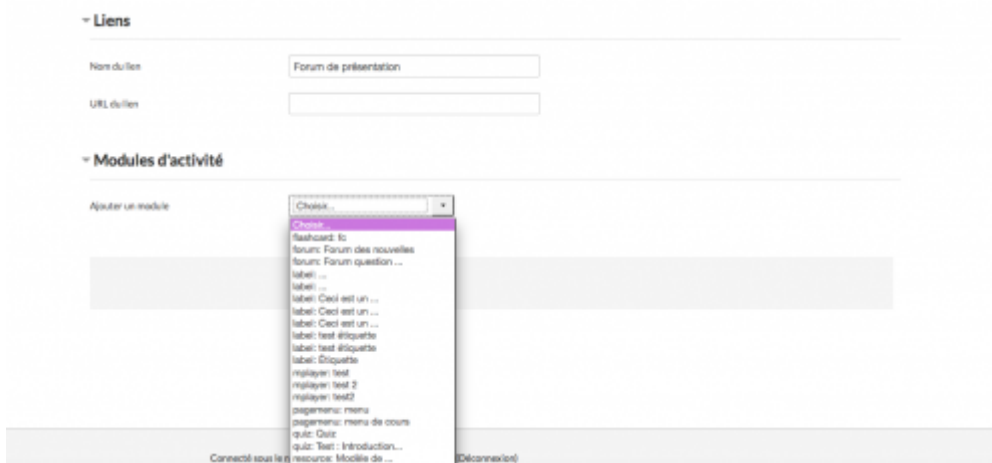 Liens
Nom du lien
Forum de présentation
URL du lien
Modules d'activité
Ajouter un module
Choisir...
Choisir...
flashcard: fc
forum: Forum des nouvelles
forum: Forum question ...
label: ...
label: ...
label: Ceci est un ...
label: Ceci est un ...
label: Ceci est un ...
label: test étiquette
label: test étiquette
label: Étiquette
mplayer: test
mplayer: test 2
mplayer: test2
pagemenu: menu
pagemenu: menu de cours
quiz: Quiz
quiz: Test : Introduction...
resource: Modèle de ...
Connecté sous le n (Déconnexion)